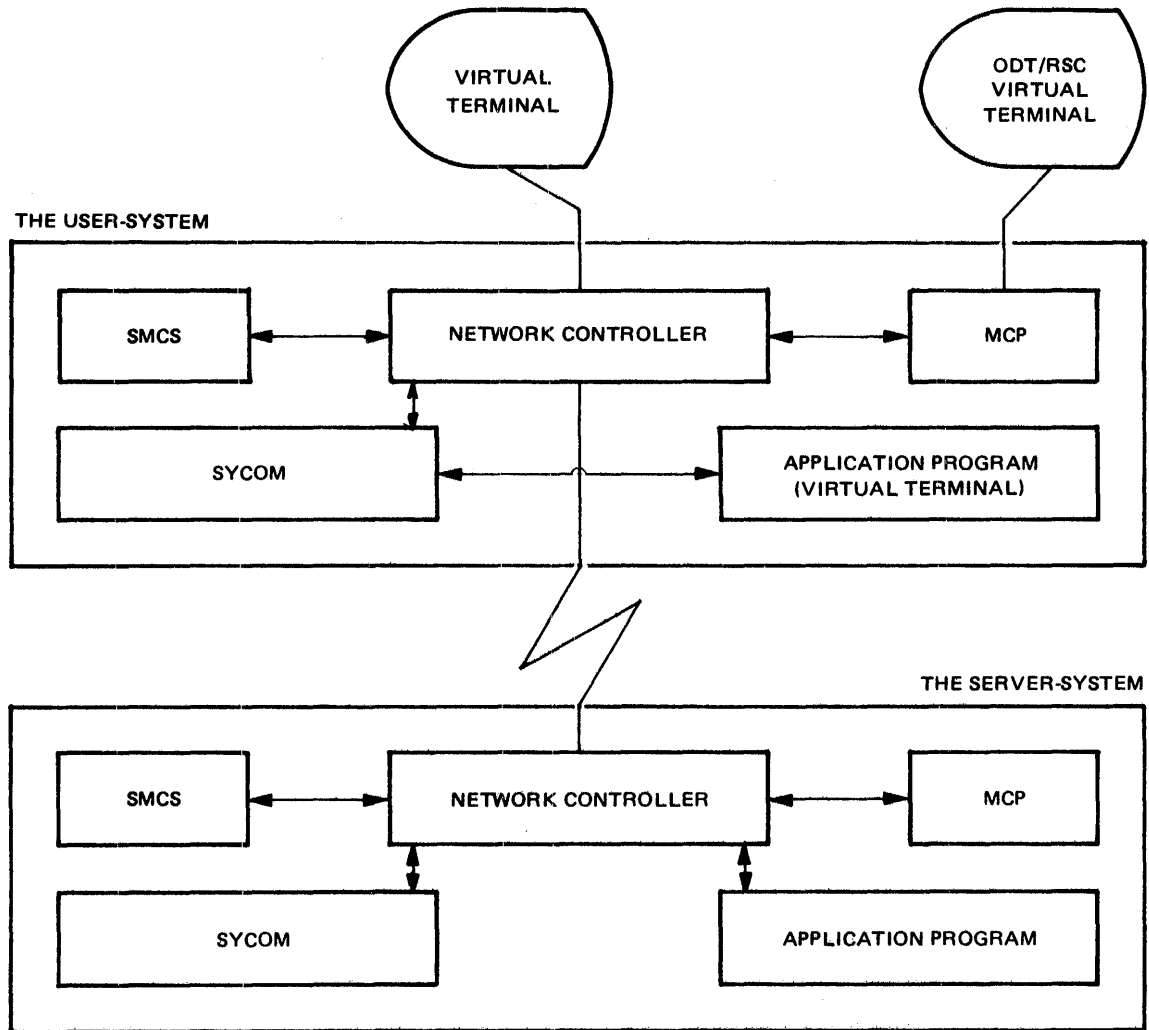 VIRTUAL
TERMINAL
ODT/RSC
VIRTUAL
TERMINAL
THE USER-SYSTEM
SMCS
NETWORK CONTROLLER
MCP
SYCOM
APPLICATION PROGRAM
(VIRTUAL TERMINAL)
THE SERVER-SYSTEM
SMCS
NETWORK CONTROLLER
MCP
SYCOM
APPLICATION PROGRAM